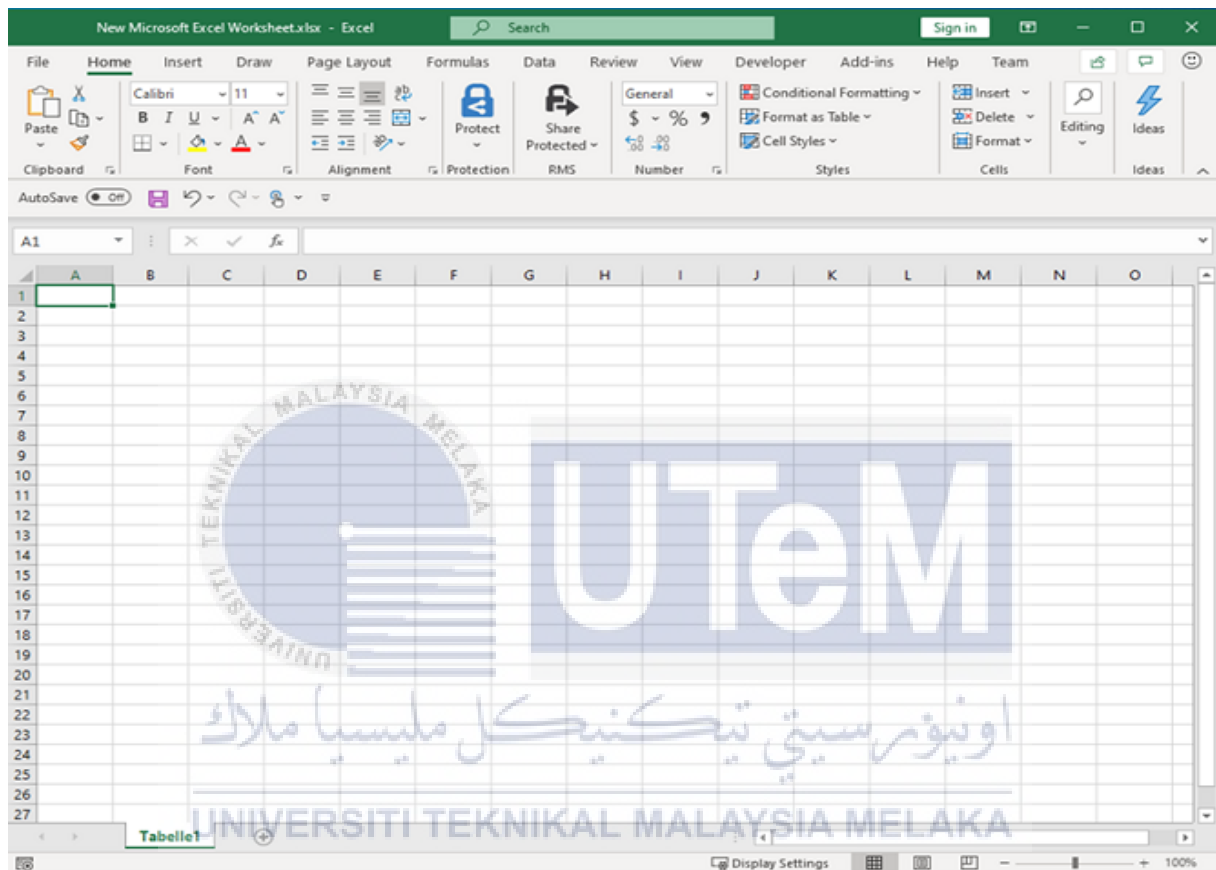 New Microsoft Excel Worksheet.xlsx - Excel
Search
Sign in
File Home Insert Draw Page Layout Formulas Data Review View Developer Add-ins Help Team
Calibri 11 General Conditional Formatting Insert
Paste B I U A A Protect Share Protected $ % Format as Table Delete Editing Ideas
A Cell Styles Format
Clipboard Font Alignment Protection RMS Number Styles Cells Ideas
AutoSave Off
A1 fx
A B C D E F G H I J K L M N O
1
2
3
4
5
6
7
8
9
10
11
12
13
14
15
16
17
18
19
20
21
22
23
24
25
26
27
UNIVERSITI TEKNIKAL MALAYSIA MELAKA
UTeM
اونيۏرسيتي تيکنيکل مليسيا ملاك
UNIVERSITI TEKNIKAL MALAYSIA MELAKA
Tabelle1
Display Settings 100%